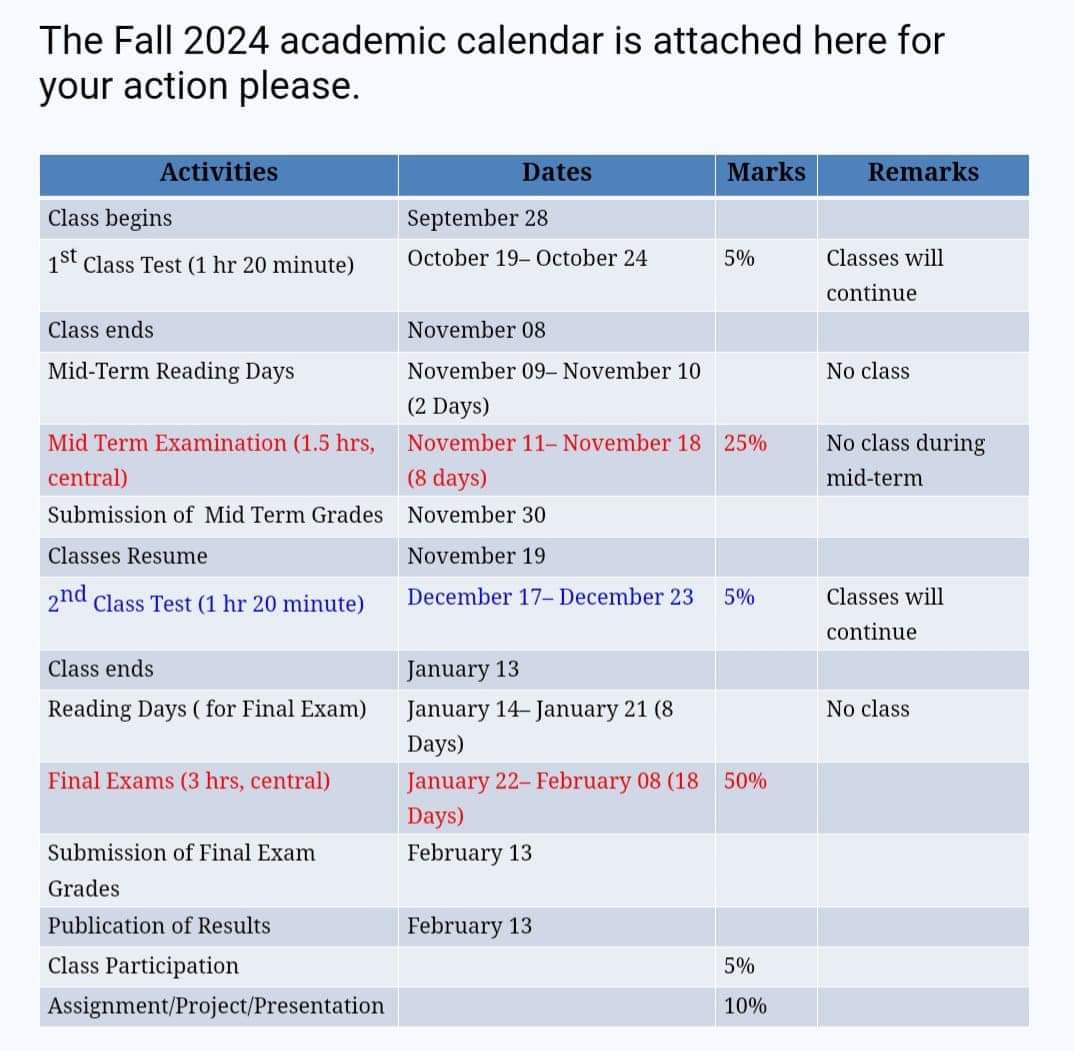 The Fall 2024 academic calendar is attached here for
your action please.
Activities Dates Marks Remarks
Class begins September 28
1st Class Test (1 hr 20 minute) October 19– October 24 5% Classes will
continue
Class ends November 08
Mid-Term Reading Days November 09– November 10 No class
(2 Days)
Mid Term Examination (1.5 hrs, November 11– November 18 25% No class during
central) (8 days) mid-term
Submission of Mid Term Grades November 30
Classes Resume November 19
2nd Class Test (1 hr 20 minute) December 17– December 23 5% Classes will
continue
Class ends January 13
Reading Days ( for Final Exam) January 14– January 21 (8 No class
Days)
Final Exams (3 hrs, central) January 22– February 08 (18 50%
Days)
Submission of Final Exam February 13
Grades
Publication of Results February 13
Class Participation 5%
Assignment/Project/Presentation 10%